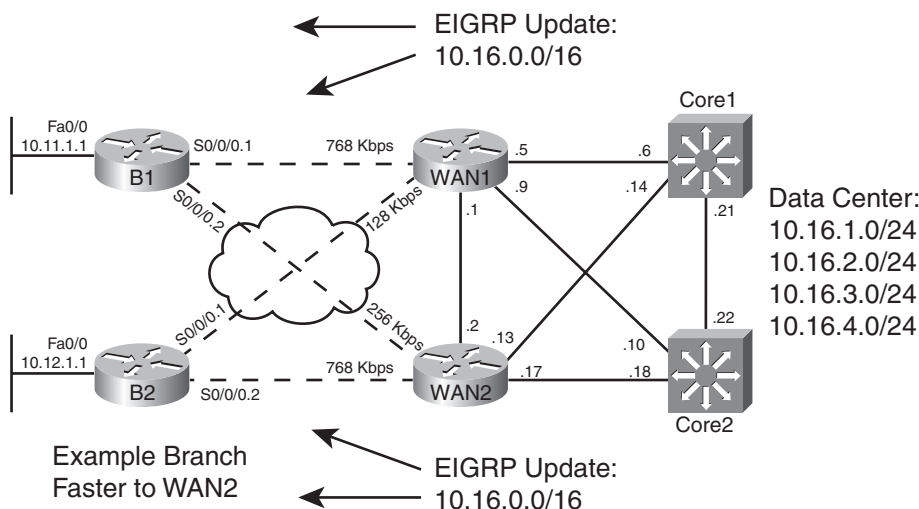 EIGRP Update:
10.16.0.0/16
Core1
Fa0/0
10.11.1.1
S0/0/0.1
768 Kbps
.5
.6
B1
WAN1
.9
.14
S0/0/0.2
128 Kbps
.1
.21
Data Center:
10.16.1.0/24
10.16.2.0/24
10.16.3.0/24
10.16.4.0/24
S0/0/0.1
256 Kbps
.2
.13
.10
.22
Fa0/0
10.12.1.1
768 Kbps
.17
.18
B2
S0/0/0.2
WAN2
Core2
Example Branch
Faster to WAN2
EIGRP Update:
10.16.0.0/16